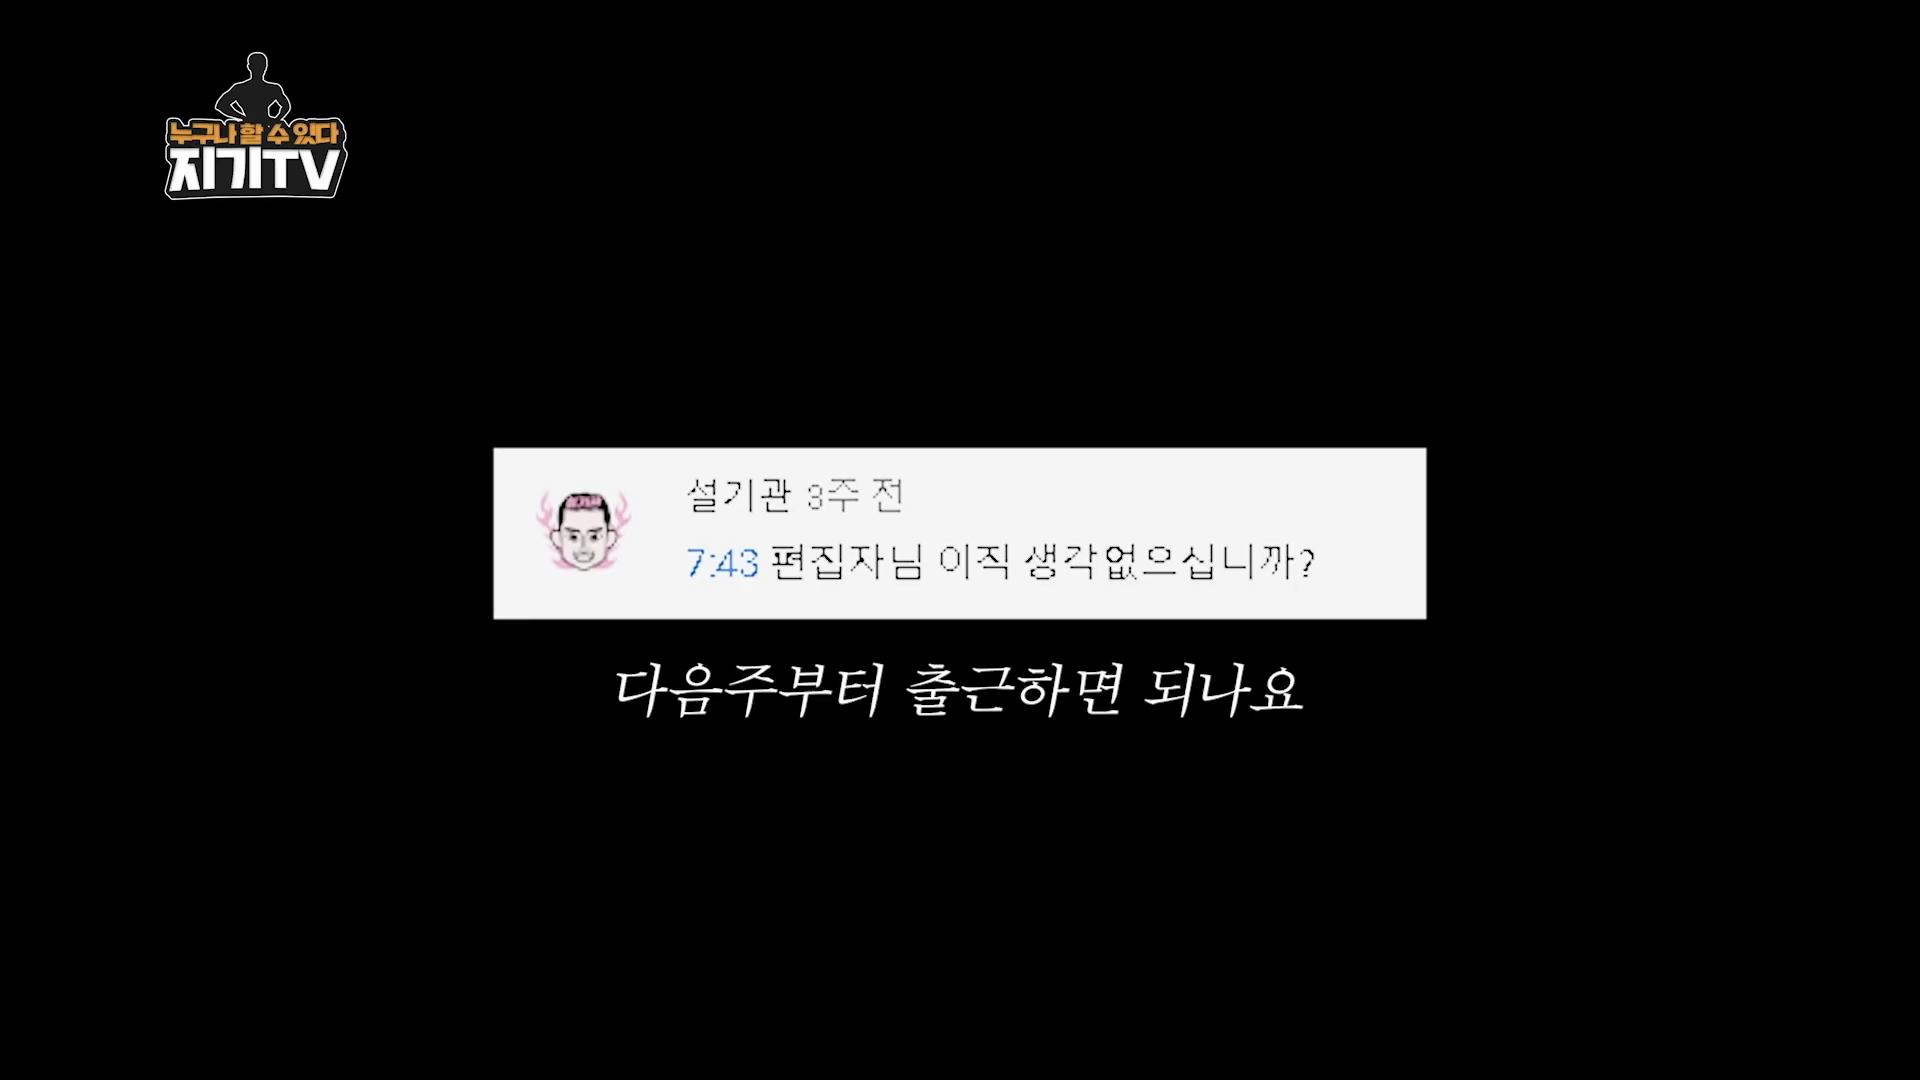 누구나 할 수 있다
지기TV
설기관 3주 전
7:43 편집자님 이직 생각없으십니까?
다음주부터 출근하면 되나요